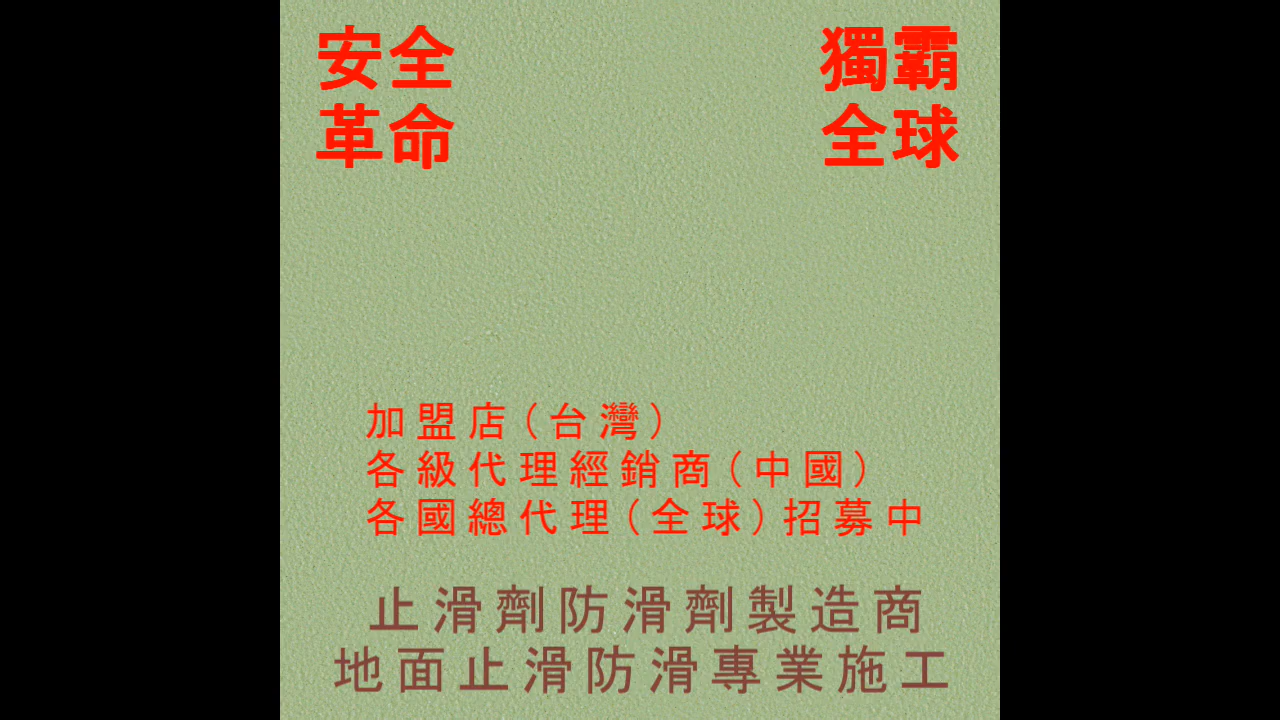 安全
革命
獨霸
全球
加盟店(台灣)
各級代理經銷商(中國)
各國總代理(全球)招募中
止滑劑防滑劑製造商
地面止滑防滑專業施工